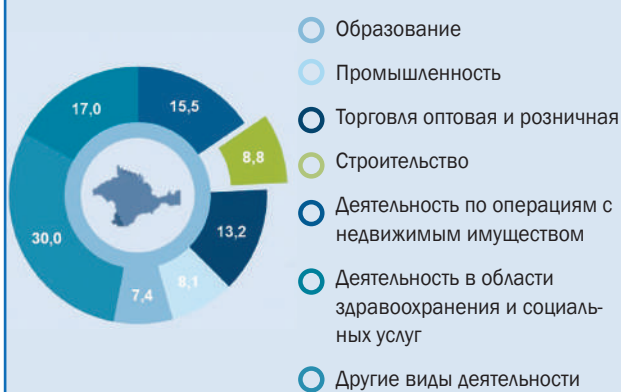 Образование
Промышленность
Торговля оптовая и розничная
Строительство
Деятельность по операциям с
недвижимым имуществом
Деятельность в области
здравоохранения и социаль-
ных услуг
Другие виды деятельности
17,0
15,5
8,8
13,2
8,1
7,4
30,0